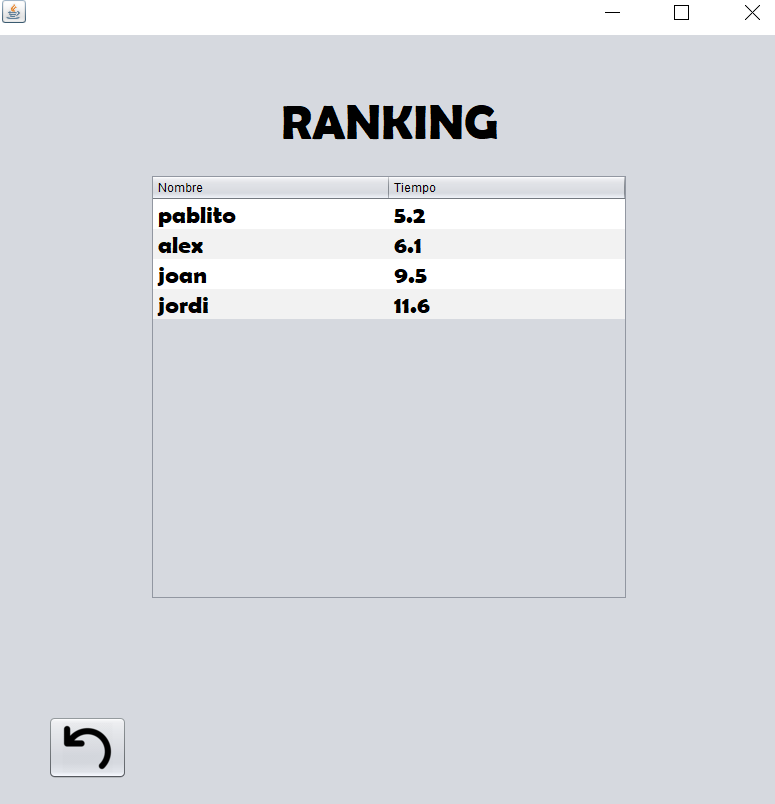 RANKING
Nombre Tiempo
pablito 5.2
alex 6.1
joan 9.5
jordi 11.6